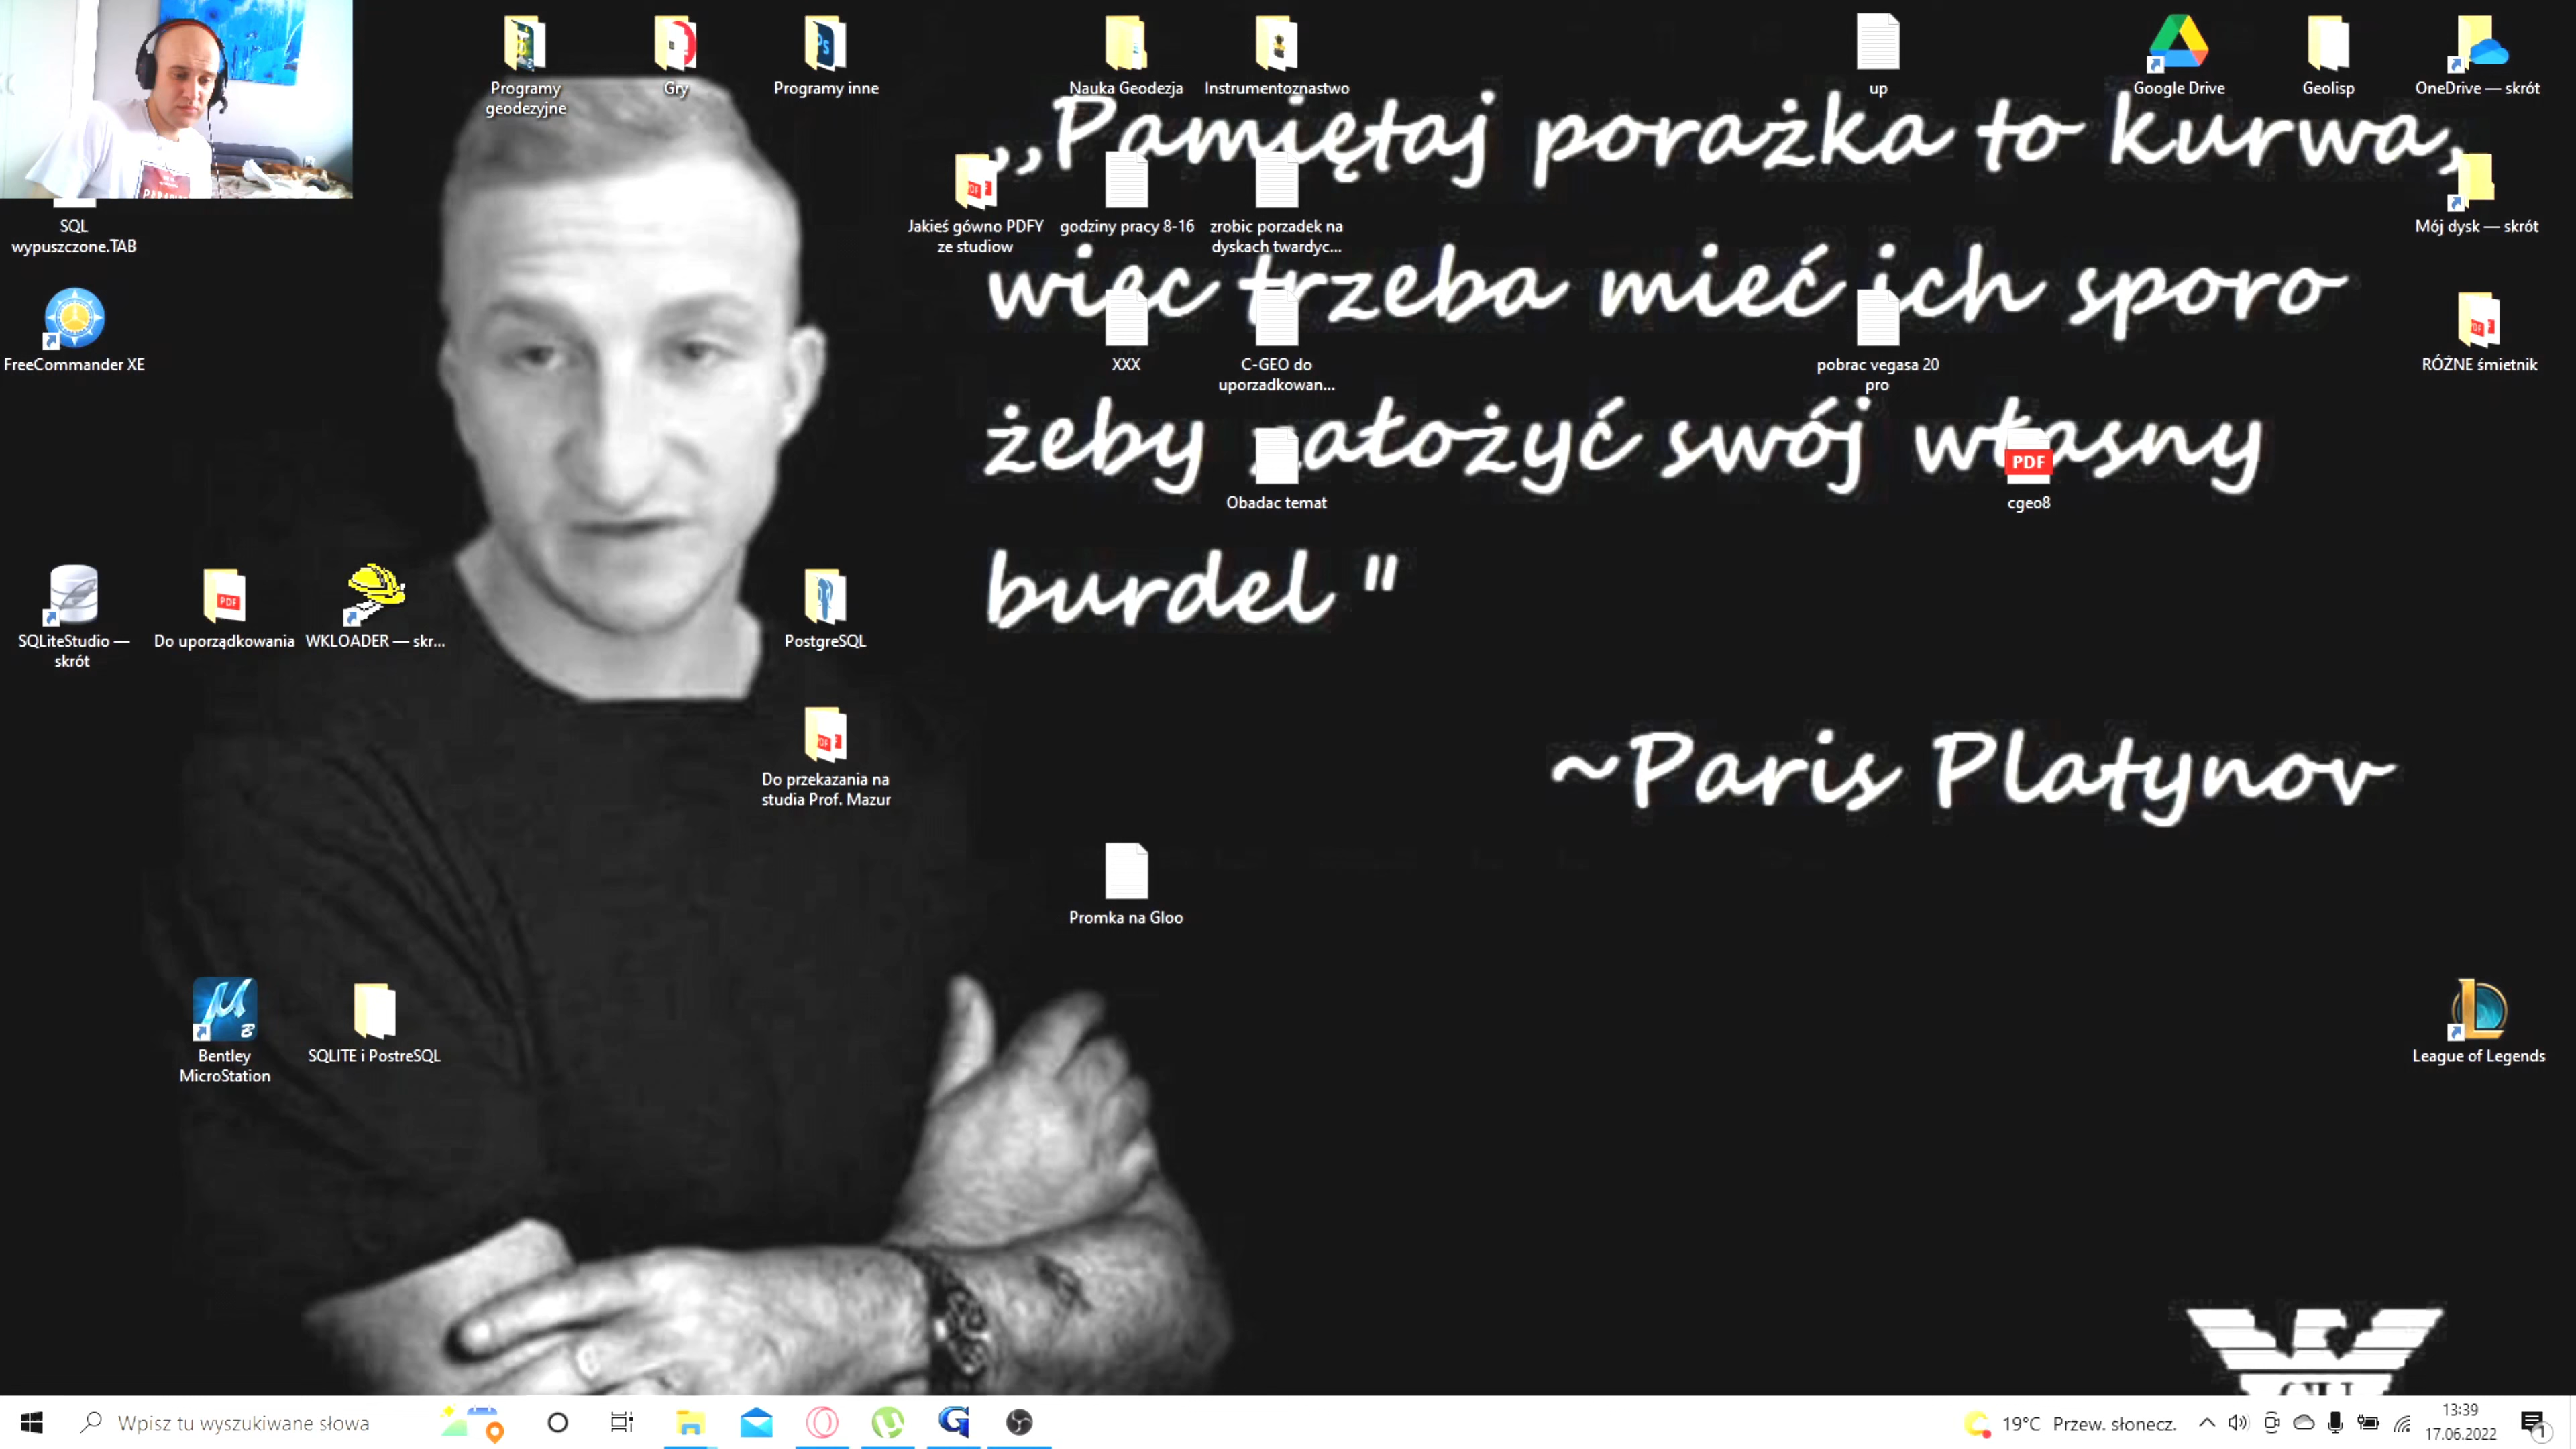 Programy
geodezyjne
Gry
Programy inne
Nauka Geodezja
Instrumentoznastwo
up
Google Drive
Geolisp
OneDrive — skrót
„Pamiętaj porażka to kurwa,
SQL
wypuszczone.TAB
Jakieś gówno PDFY
ze studiow
godziny pracy 8-16
zrobic porzadek na
dyskach twardyc...
Mój dysk — skrót
wiec trzeba mieć ich sporo
FreeCommander XE
XXX
C-GEO do
uporzadkowan...
pobrac vegasa 20
pro
RÓŻNE śmietnik
żeby założyć swój własny
Obadac temat
PDF
cgeo8
burdel "
SQLiteStudio —
skrót
Do uporządkowania
WKLOADER — skr...
PostgreSQL
Do przekazania na
studia Prof. Mazur
~Paris Platynov
Promka na Gloo
Bentley
MicroStation
SQLITE i PostreSQL
League of Legends
Wpisz tu wyszukiwane słowa
19°C Przew. słonecz.
13:39
17.06.2022
1